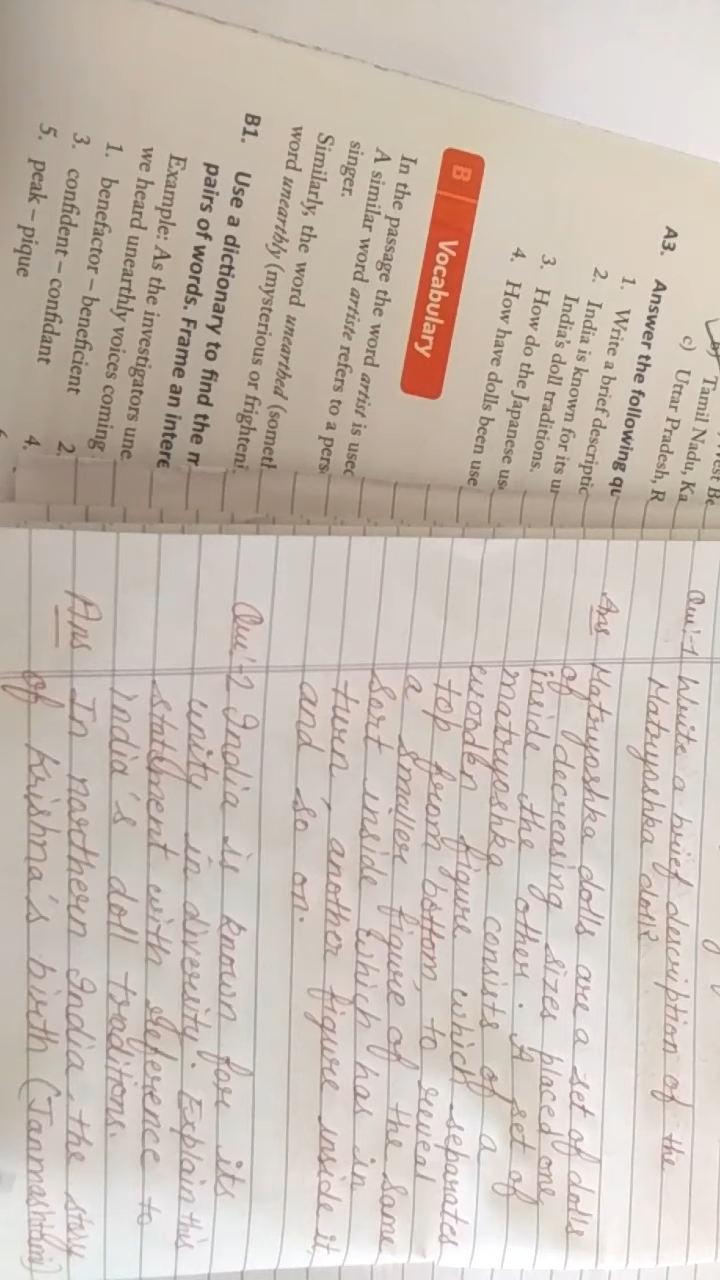 West Be
Tamil Nadu, Ka
c) Uttar Pradesh, R
A3. Answer the following qu
1. Write a brief descriptio
2. India is known for its un
India's doll traditions.
3. How do the Japanese us
4. How have dolls been use
B Vocabulary
In the passage the word artist is used
A similar word artiste refers to a pers
singer.
Similarly, the word unearthed (someth
word unearthly (mysterious or frighteni
B1. Use a dictionary to find the m
pairs of words. Frame an intere
Example: As the investigators une
we heard unearthly voices coming
1. benefactor – beneficient 2.
3. confident – confidant 4.
5. peak – pique
Que-1 Write a brief description of the
Matryoshka doll?
Ans Matryoshka dolls are a set of dolls
of decreasing sizes placed one
inside the other. A set of
matryoshka consists of a
wooden figure which separates
top from bottom to reveal
a smaller figure of the same
sort inside which has in
turn, another figure inside it
and so on.
Que-2 India is known for its
unity in diversity. Explain this
statement with reference to
India's doll traditions.
Ans In northern India the story
of Krishna's birth (Janmashtami)